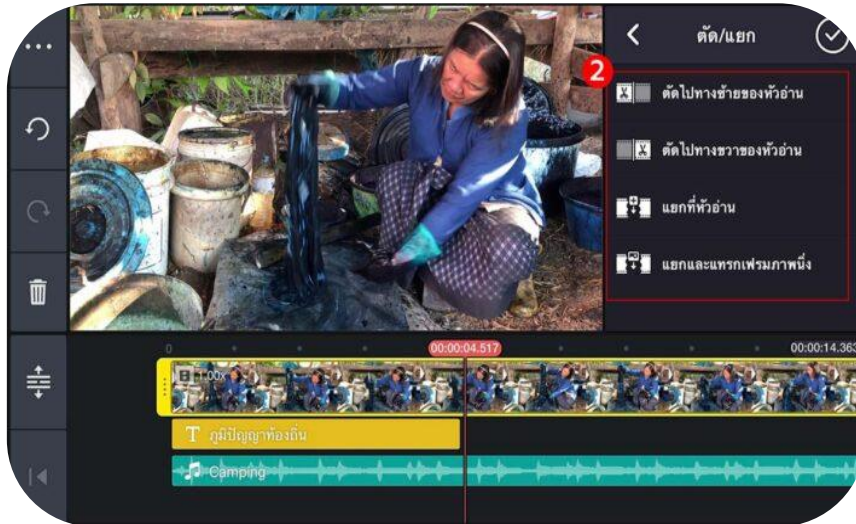 ตัด/แยก
2
ตัดไปทางซ้ายของหัวอ่าน
ตัดไปทางขวาของหัวอ่าน
แยกที่หัวอ่าน
แยกและแทรกเฟรมภาพนิ่ง
0
00:00:04.517
00:00:14.363
1.00x
T ภูมิปัญญาท้องถิ่น
Camping